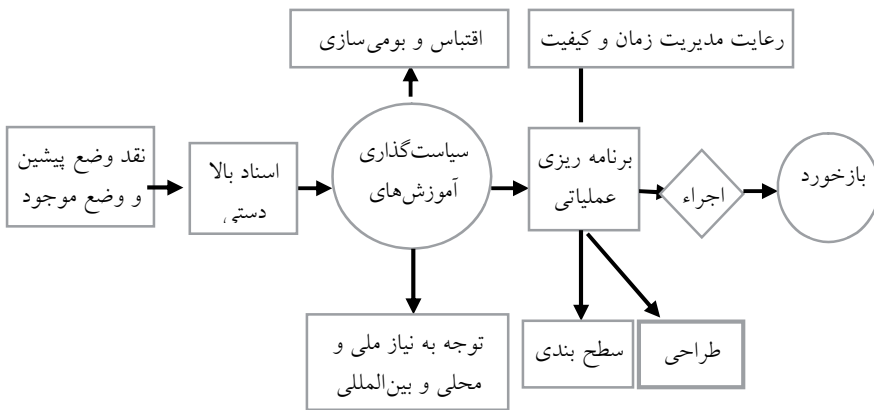 اقتباس و بومی‌سازی
رعایت مدیریت زمان و کیفیت
نقد وضع پیشین
و وضع موجود
اسناد بالا
دستی
سیاست‌گذاری
آموزش‌های
برنامه ریزی
عملیاتی
اجراء
بازخورد
توجه به نیاز ملی و
محلی و بین‌المللی
سطح بندی
طراحی